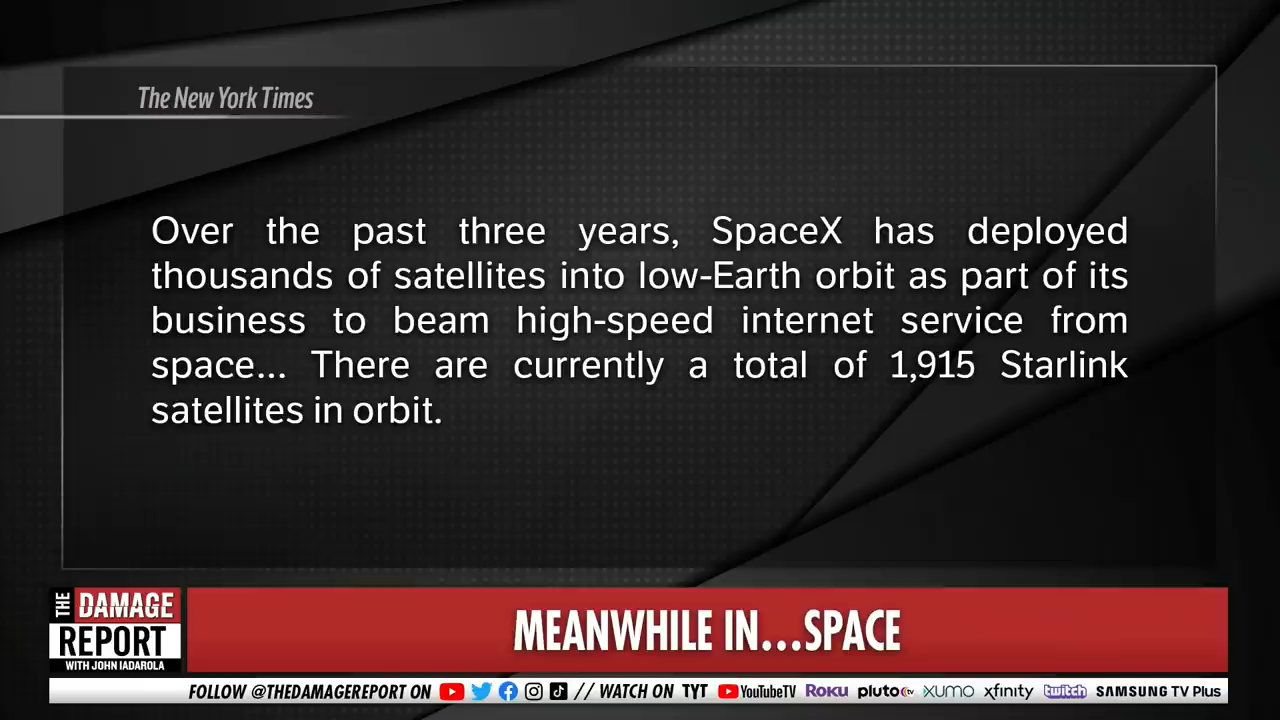 The New York Times
Over the past three years, SpaceX has deployed
thousands of satellites into low-Earth orbit as part of its
business to beam high-speed internet service from
space... There are currently a total of 1,915 Starlink
satellites in orbit.
THE DAMAGE
REPORT
WITH JOHN IADAROLA
MEANWHILE IN...SPACE
FOLLOW @THEDAMAGEREPORT ON // WATCH ON TYT YouTubeTV Roku pluto tv XUMO xfinity twitch SAMSUNG TV Plus